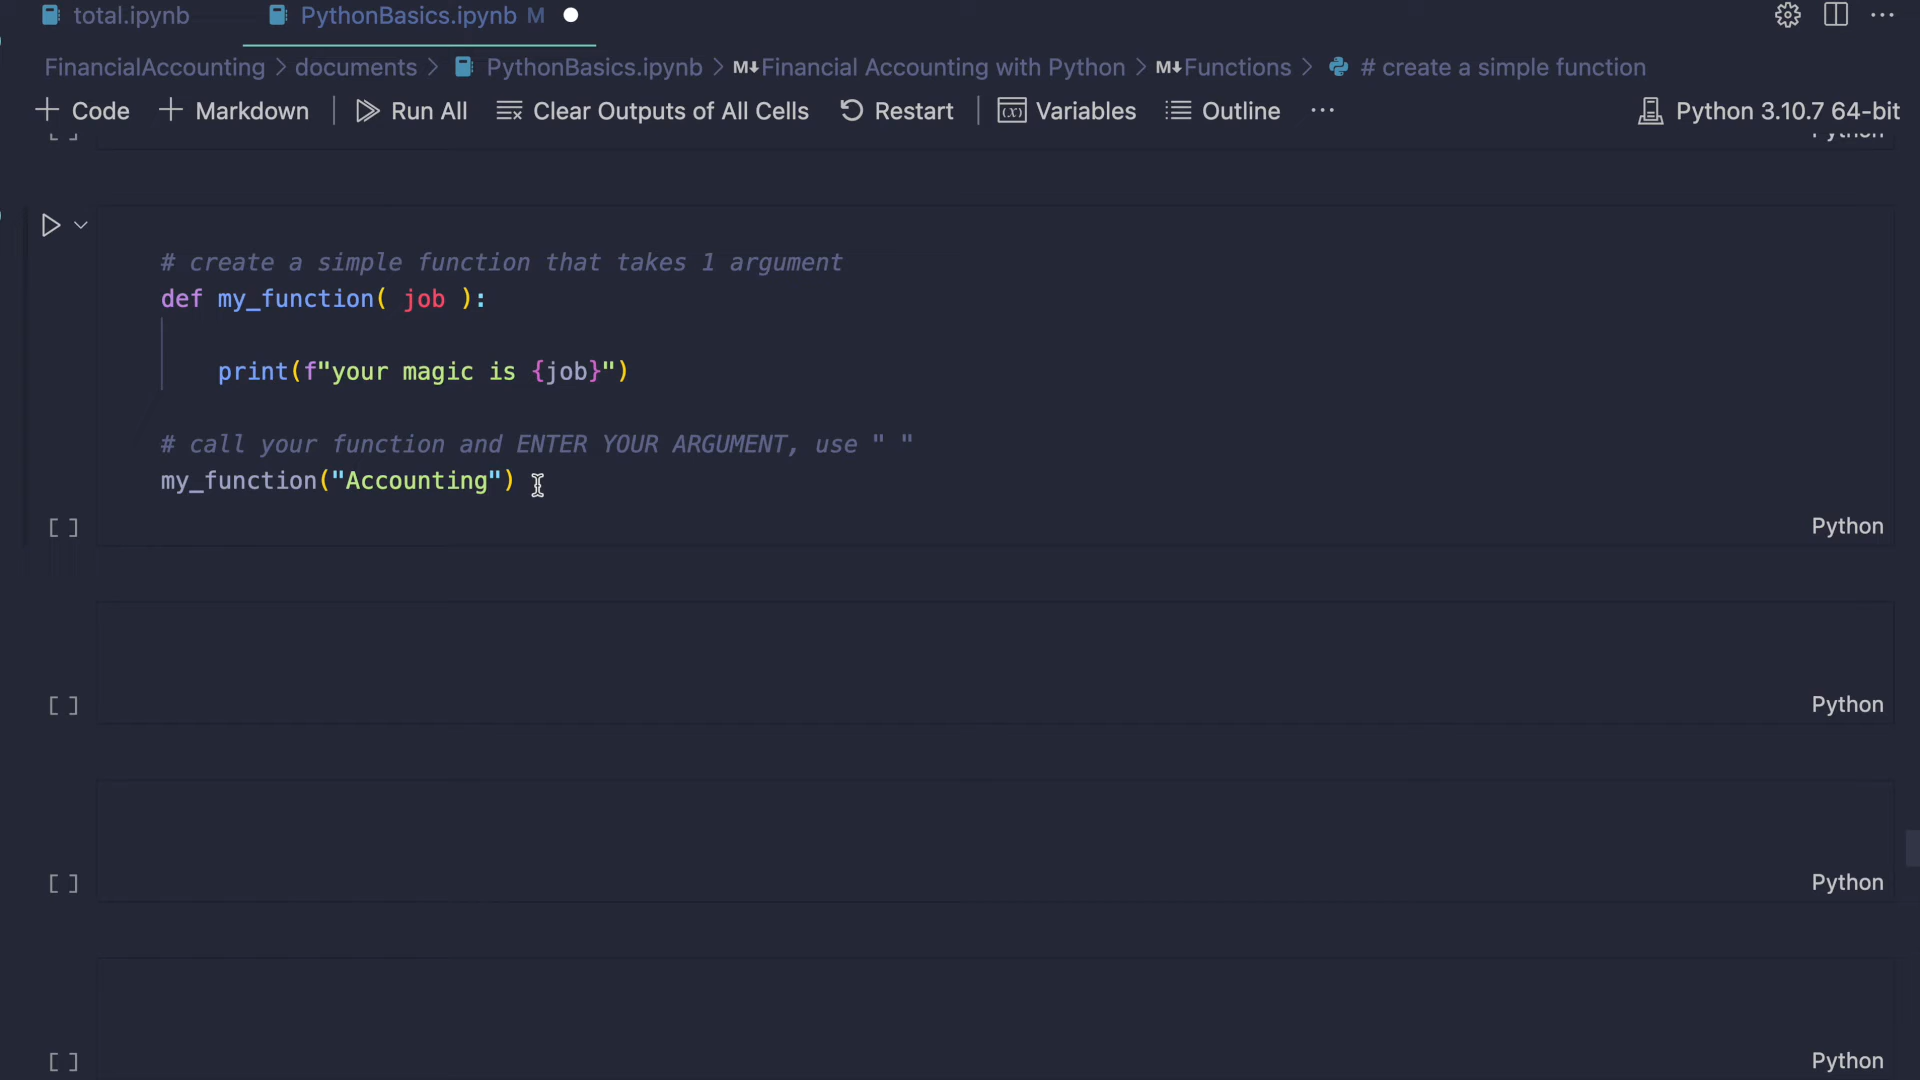 total.ipynb PythonBasics.ipynb M
FinancialAccounting > documents > PythonBasics.ipynb > M↓Financial Accounting with Python > M↓Functions > # create a simple function
+ Code + Markdown Run All Clear Outputs of All Cells Restart (x) Variables Outline ... Python 3.10.7 64-bit
[ ] Python
# create a simple function that takes 1 argument
def my_function( job ):
print(f"your magic is {job}")
# call your function and ENTER YOUR ARGUMENT, use " "
my_function("Accounting")
[ ] Python
[ ] Python
[ ] Python
[ ] Python